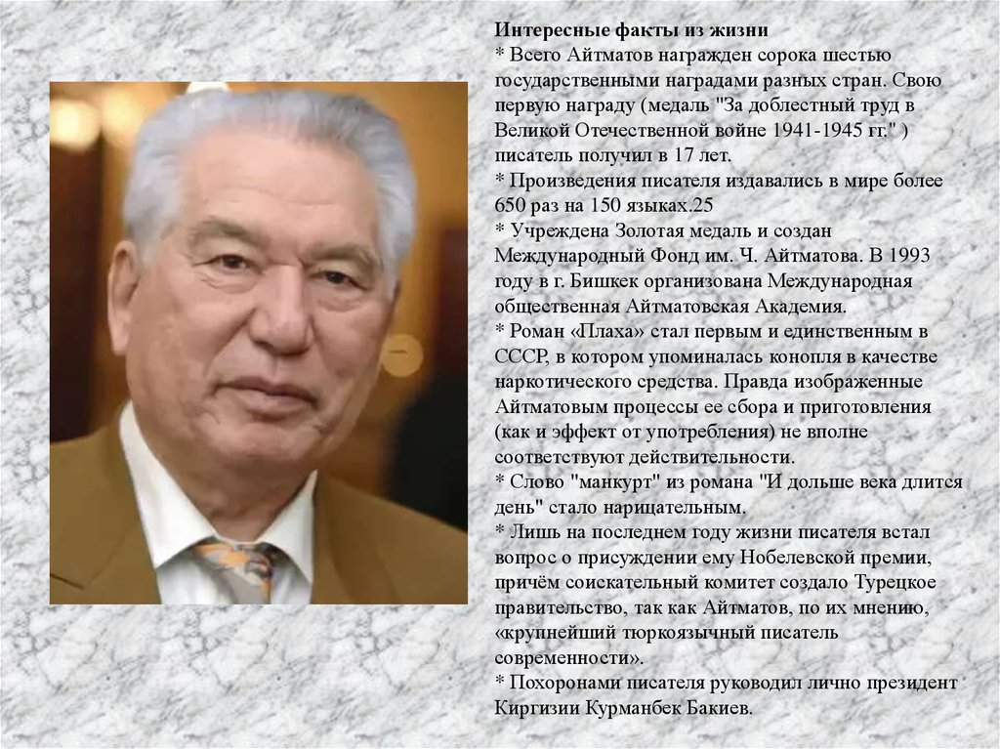 Интересные факты из жизни
* Всего Айтматов награжден сорока шестью
государственными наградами разных стран. Свою
первую награду (медаль "За доблестный труд в
Великой Отечественной войне 1941-1945 гг." )
писатель получил в 17 лет.
* Произведения писателя издавались в мире более
650 раз на 150 языках.25
* Учреждена Золотая медаль и создан
Международный Фонд им. Ч. Айтматова. В 1993
году в г. Бишкек организована Международная
общественная Айтматовская Академия.
* Роман «Плаха» стал первым и единственным в
СССР, в котором упоминалась конопля в качестве
наркотического средства. Правда изображенные
Айтматовым процессы ее сбора и приготовления
(как и эффект от употребления) не вполне
соответствуют действительности.
* Слово "манкурт" из романа "И дольше века длится
день" стало нарицательным.
* Лишь на последнем году жизни писателя встал
вопрос о присуждении ему Нобелевской премии,
причём соискательный комитет создало Турецкое
правительство, так как Айтматов, по их мнению,
«крупнейший тюркоязычный писатель
современности».
* Похоронами писателя руководил лично президент
Киргизии Курманбек Бакиев.